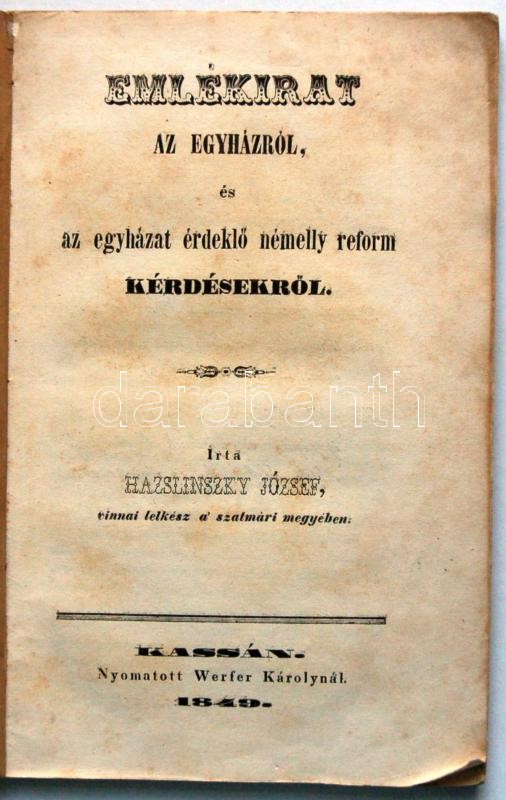 EMLÉKIRAT
AZ EGYHÁZRÓL,
és
az egyházat érdeklő némelly reform
KÉRDÉSEKRŐL.
darabanth
Írta
HAZSLINSZKY JÓZSEF,
vinnai lelkész a' szatmári megyében.
KASSÁN.
Nyomatott Werfer Károlynál.
1849.